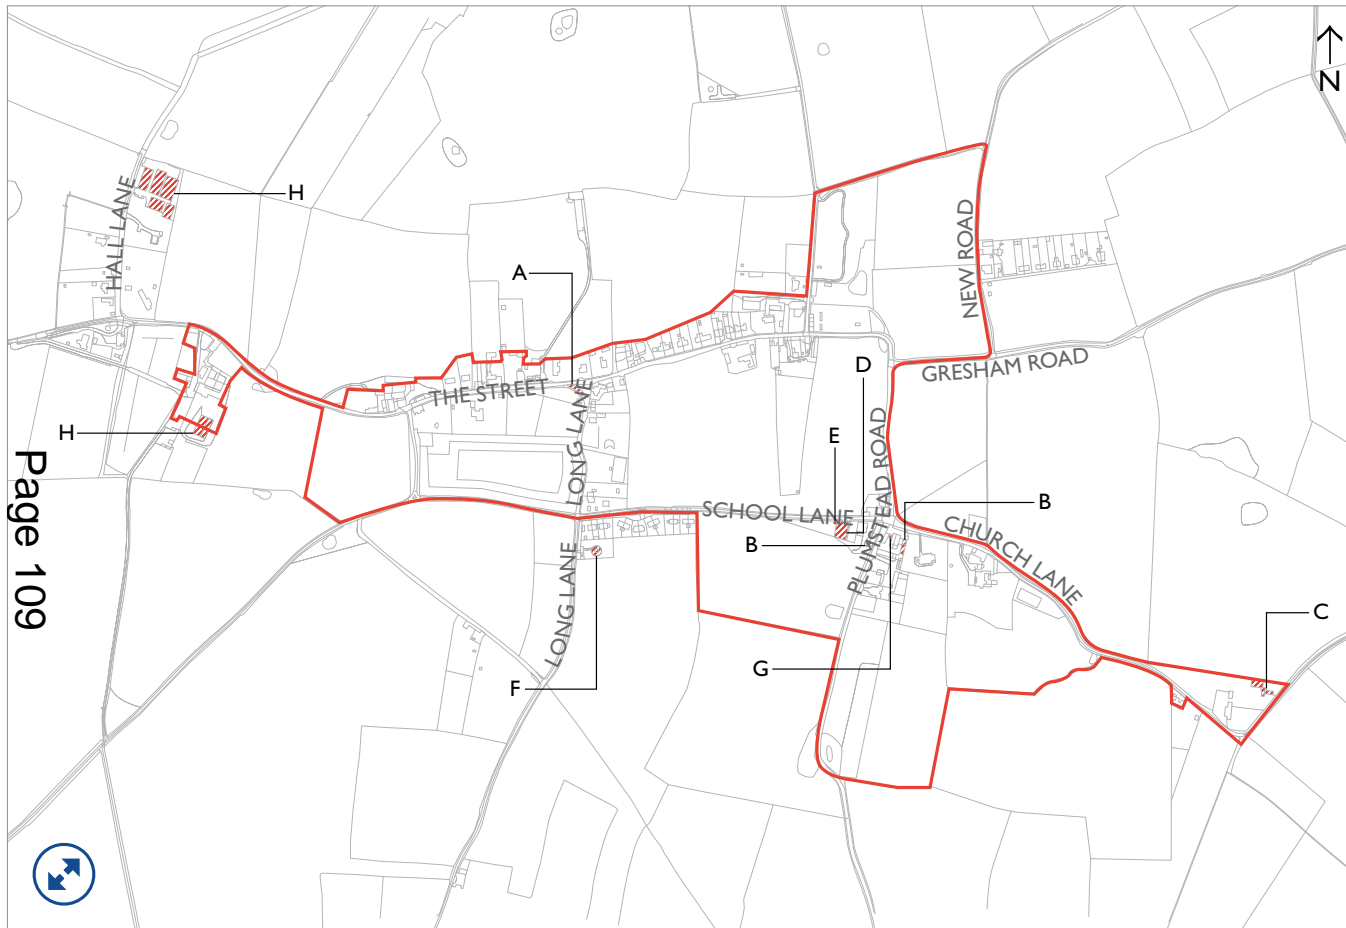 N
H
HALL LANE
A
NEW ROAD
GRESHAM ROAD
D
THE STREET
LONG LANE
E
PLUMSTEAD ROAD
H
SCHOOL LANE
B
B
CHURCH LANE
LONG LANE
C
G
F
Page 109